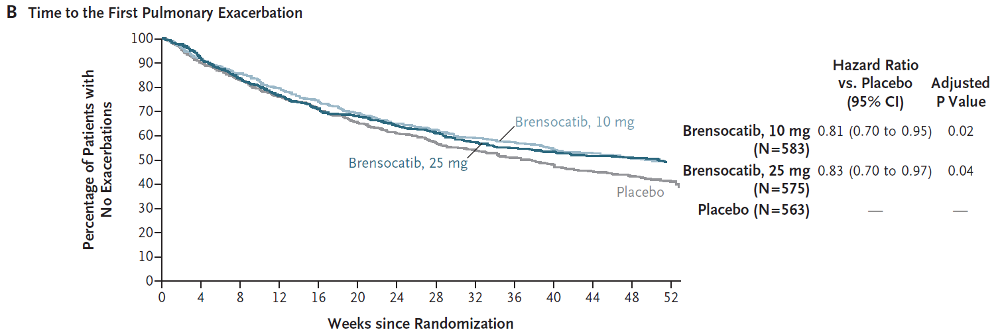 B Time to the First Pulmonary Exacerbation
Percentage of Patients with
No Exacerbations
100
90
80
70
60
50
40
30
20
10
0
0 4 8 12 16 20 24 28 32 36 40 44 48 52
Weeks since Randomization
Brensocatib, 10 mg
Brensocatib, 25 mg
Placebo
Hazard Ratio
vs. Placebo Adjusted
(95% CI) P Value
Brensocatib, 10 mg 0.81 (0.70 to 0.95) 0.02
(N=583)
Brensocatib, 25 mg 0.83 (0.70 to 0.97) 0.04
(N=575)
Placebo (N=563) — —